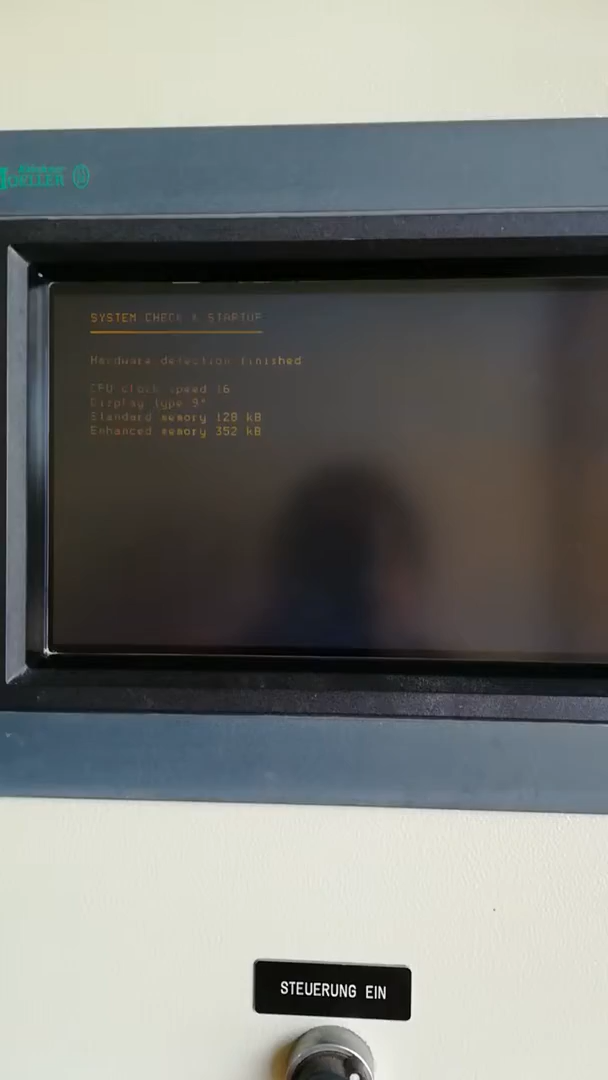 SYSTEM CHECK & STARTUP
Hardware detection finished
CPU clock speed 16
Display type 9"
Standard memory 128 kB
Enhanced memory 352 kB
STEUERUNG EIN